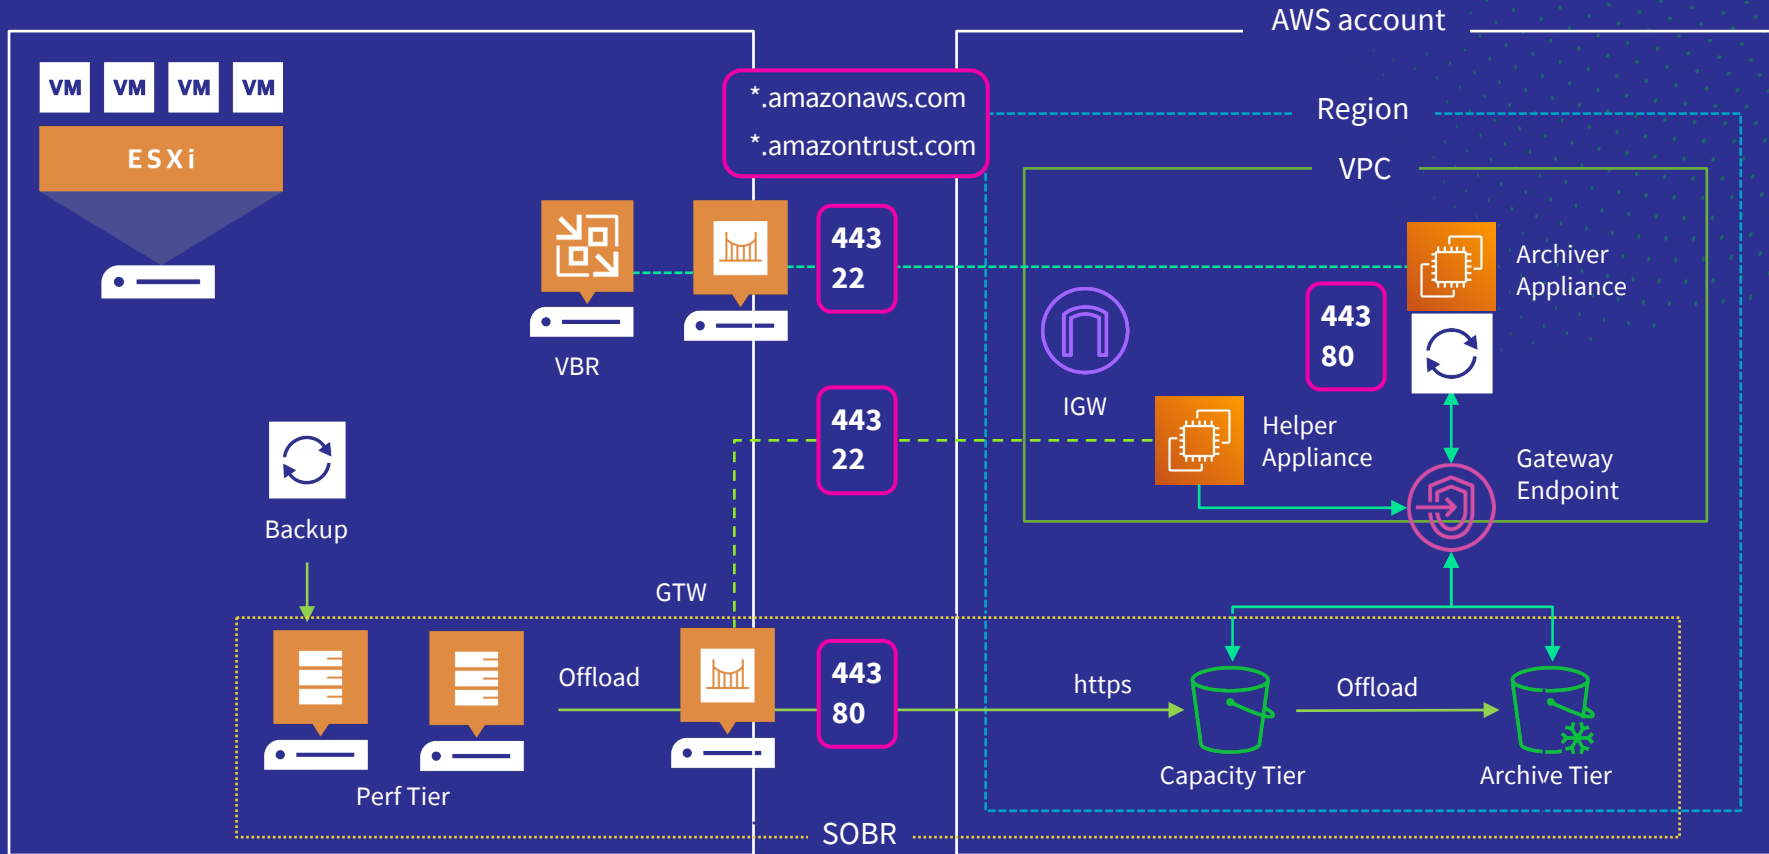 AWS account
VM VM VM VM
ESXi
*.amazonaws.com
*.amazontrust.com
Region
VPC
443
22
Archiver
Appliance
443
80
VBR
IGW
443
22
Helper
Appliance
Gateway
Endpoint
Backup
GTW
Offload
443
80
https
Offload
Perf Tier
Capacity Tier
Archive Tier
SOBR